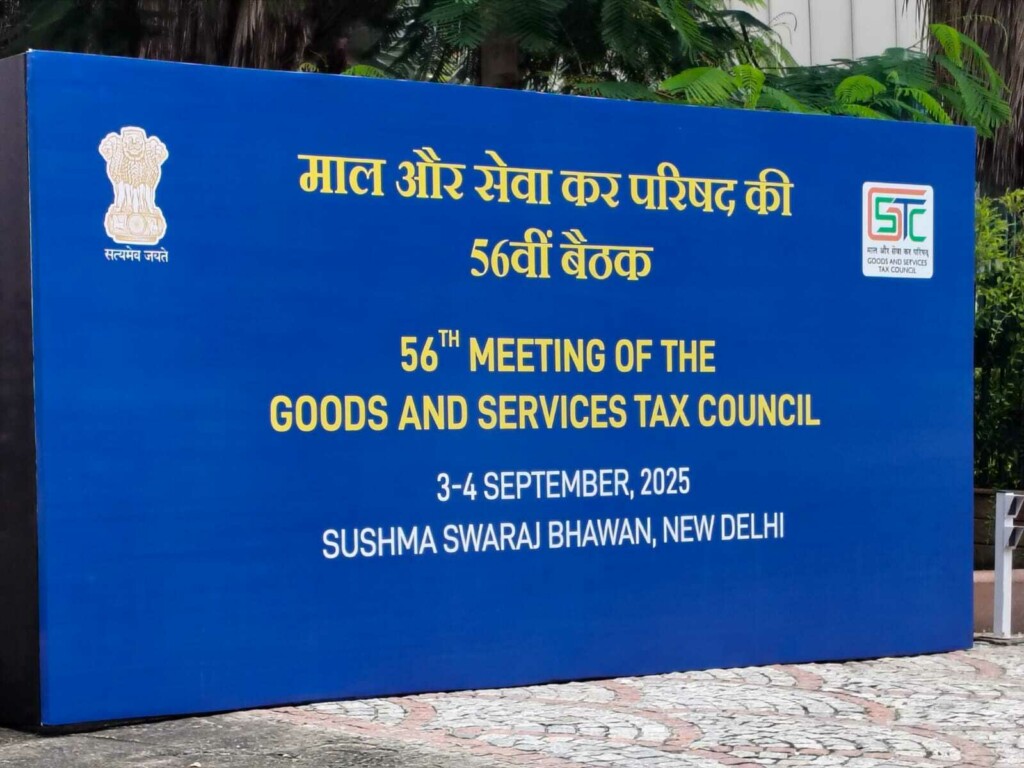 सत्यमेव जयते
माल और सेवा कर परिषद की
56वीं बैठक
GSTC
माल और सेवा कर परिषद्
GOODS AND SERVICES
TAX COUNCIL
56TH MEETING OF THE
GOODS AND SERVICES TAX COUNCIL
3-4 SEPTEMBER, 2025
SUSHMA SWARAJ BHAWAN, NEW DELHI